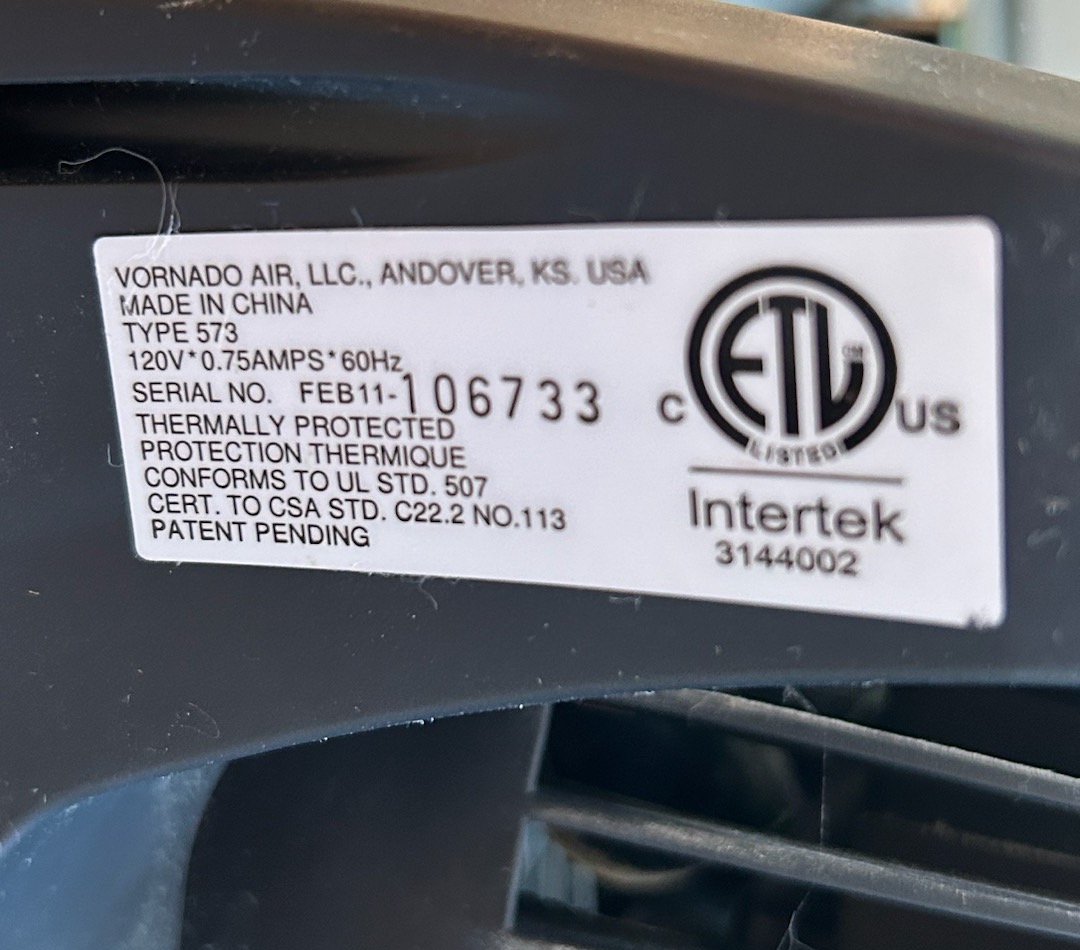 VORNADO AIR, LLC., ANDOVER, KS. USA
MADE IN CHINA
TYPE 573
120V*0.75AMPS*60Hz
SERIAL NO. FEB11-106733
THERMALLY PROTECTED
PROTECTION THERMIQUE
CONFORMS TO UL STD. 507
CERT. TO CSA STD. C22.2 NO.113
PATENT PENDING
ETL CM
C US
LISTED
Intertek
3144002